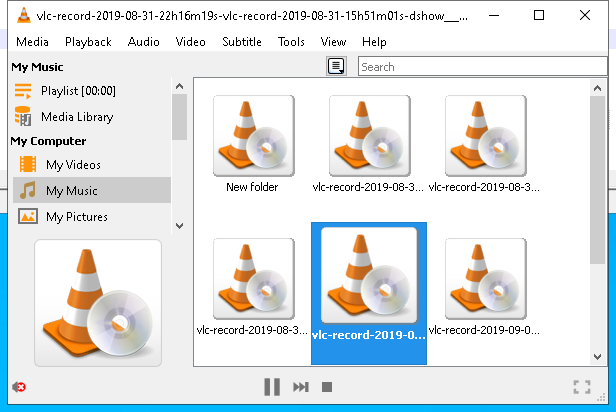 vlc-record-2019-08-31-22h16m19s-vlc-record-2019-08-31-15h51m01s-dshow__-...
Media Playback Audio Video Subtitle Tools View Help
My Music
Search
Playlist [00:00]
Media Library
My Computer
My Videos
My Music
My Pictures
New folder
vlc-record-2019-08-3...
vlc-record-2019-08-3...
vlc-record-2019-08-3...
vlc-record-2019-0...
vlc-record-2019-09-0...